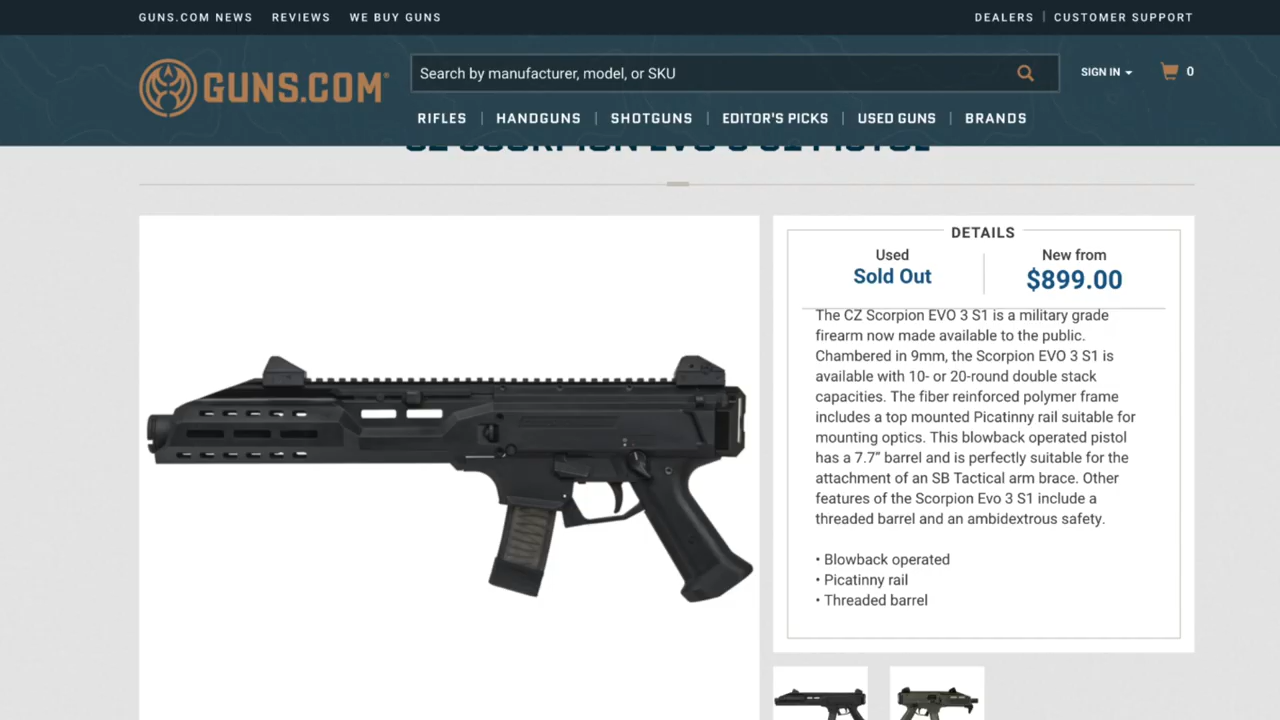 GUNS.COM NEWS REVIEWS WE BUY GUNS DEALERS | CUSTOMER SUPPORT
GUNS.COM® Search by manufacturer, model, or SKU SIGN IN 0
RIFLES | HANDGUNS | SHOTGUNS | EDITOR'S PICKS | USED GUNS | BRANDS
CZ SCORPION EVO 3 S1 PISTOL
DETAILS
Used New from
Sold Out $899.00
The CZ Scorpion EVO 3 S1 is a military grade
firearm now made available to the public.
Chambered in 9mm, the Scorpion EVO 3 S1 is
available with 10- or 20-round double stack
capacities. The fiber reinforced polymer frame
includes a top mounted Picatinny rail suitable for
mounting optics. This blowback operated pistol
has a 7.7” barrel and is perfectly suitable for the
attachment of an SB Tactical arm brace. Other
features of the Scorpion Evo 3 S1 include a
threaded barrel and an ambidextrous safety.
• Blowback operated
• Picatinny rail
• Threaded barrel